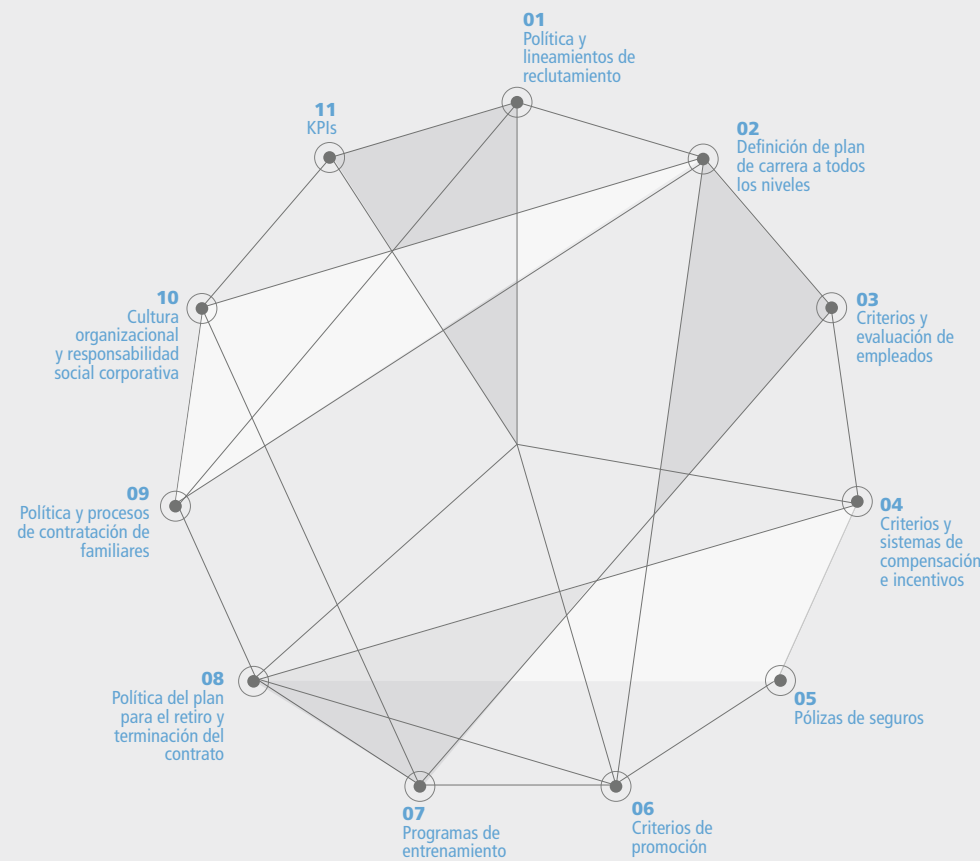 01
Política y
lineamientos de
reclutamiento
02
Definición de plan
de carrera a todos
los niveles
03
Criterios y
evaluación de
empleados
04
Criterios y
sistemas de
compensación
e incentivos
05
Pólizas de seguros
06
Criterios de
promoción
07
Programas de
entrenamiento
08
Política del plan
para el retiro y
terminación del
contrato
09
Política y procesos
de contratación de
familiares
10
Cultura
organizacional
y responsabilidad
social corporativa
11
KPIs